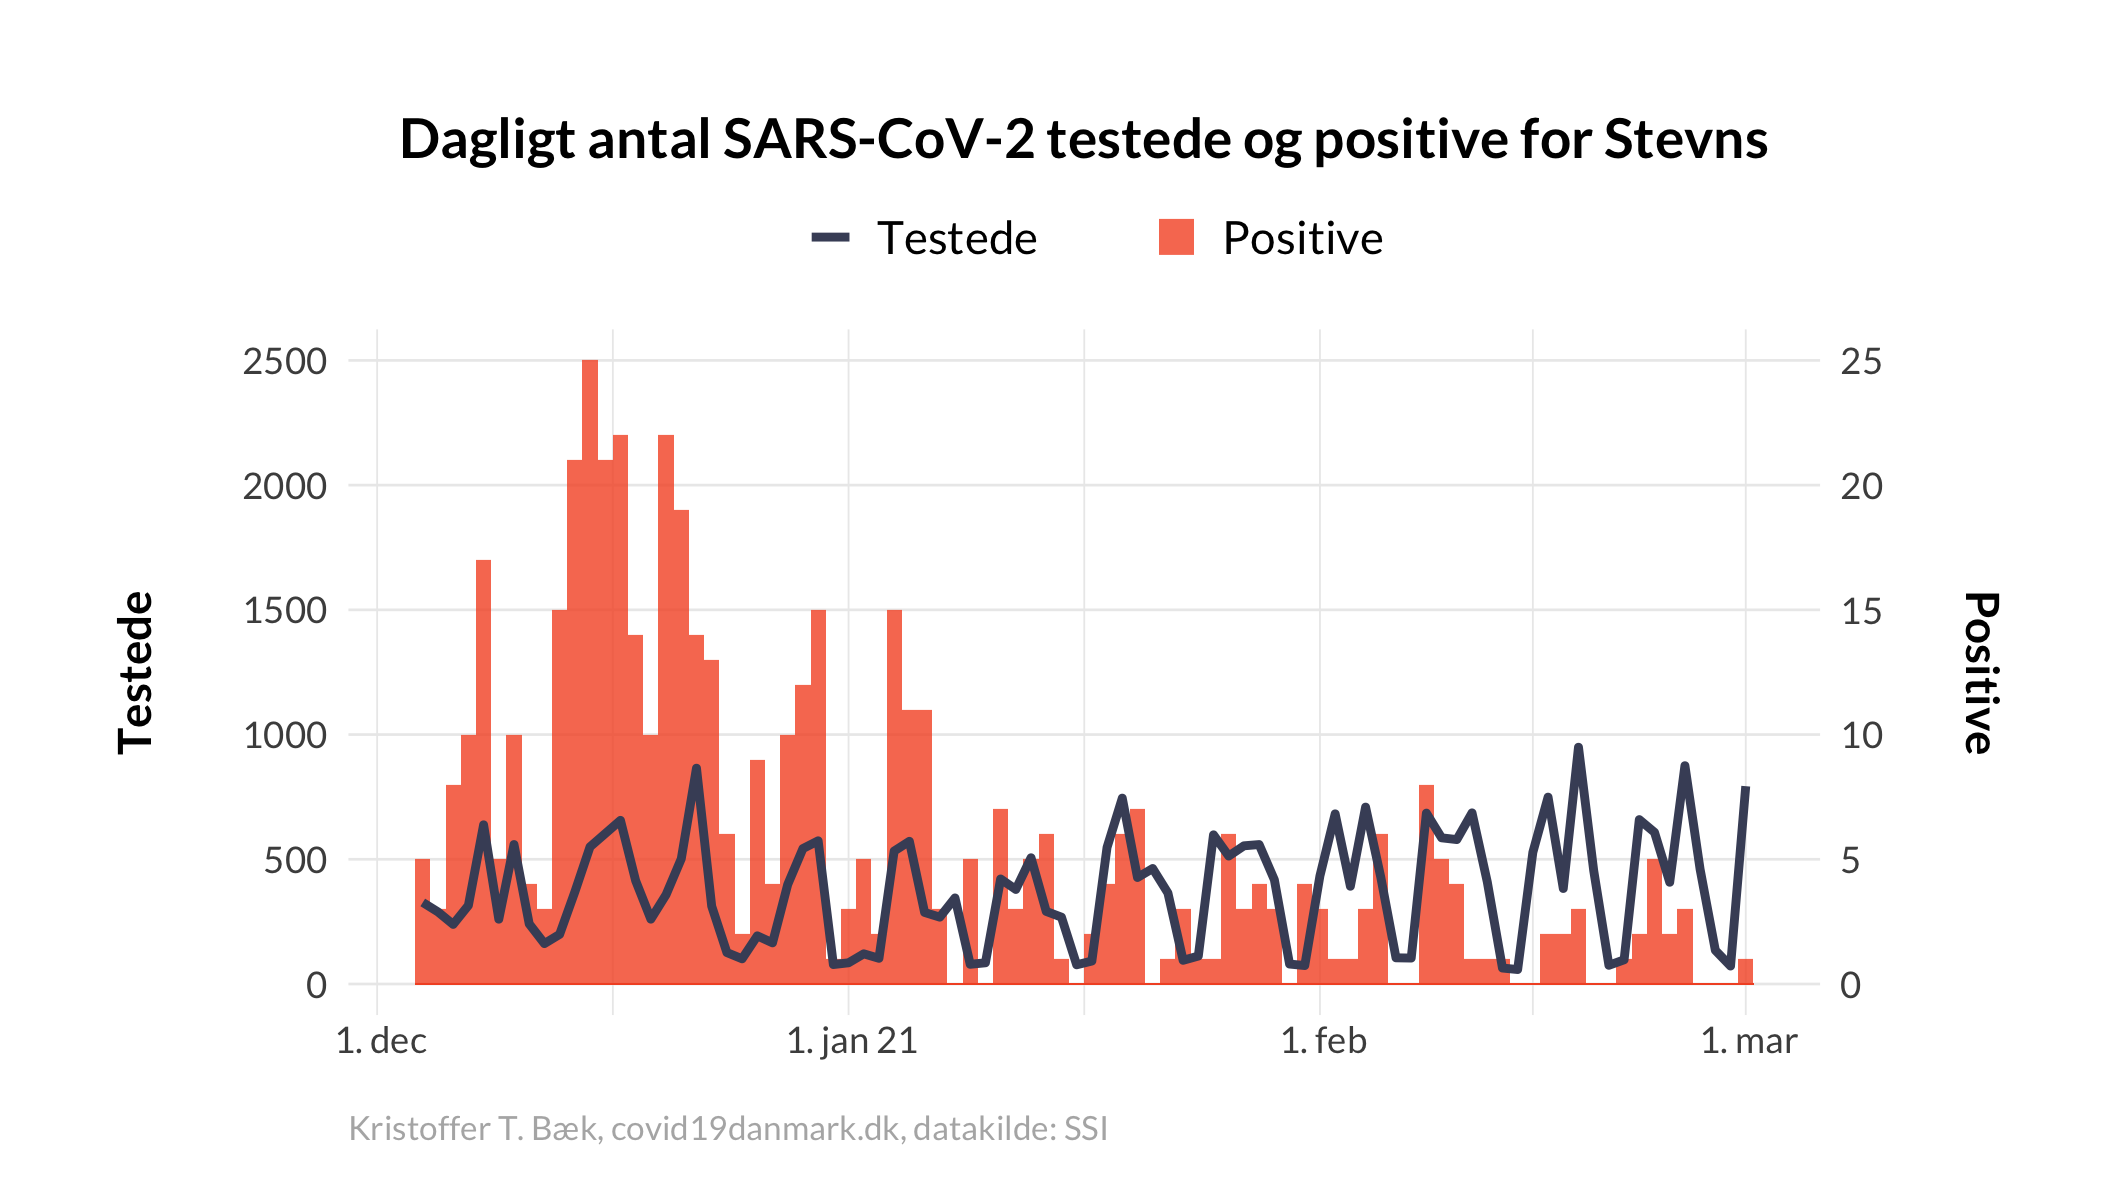 Dagligt antal SARS-CoV-2 testede og positive for Stevns
Testede
Positive
2500
2000
1500
1000
500
0
25
20
15
10
5
0
Testede
Positive
1. dec
1. jan 21
1. feb
1. mar
Kristoffer T. Bæk, covid19danmark.dk, datakilde: SSI